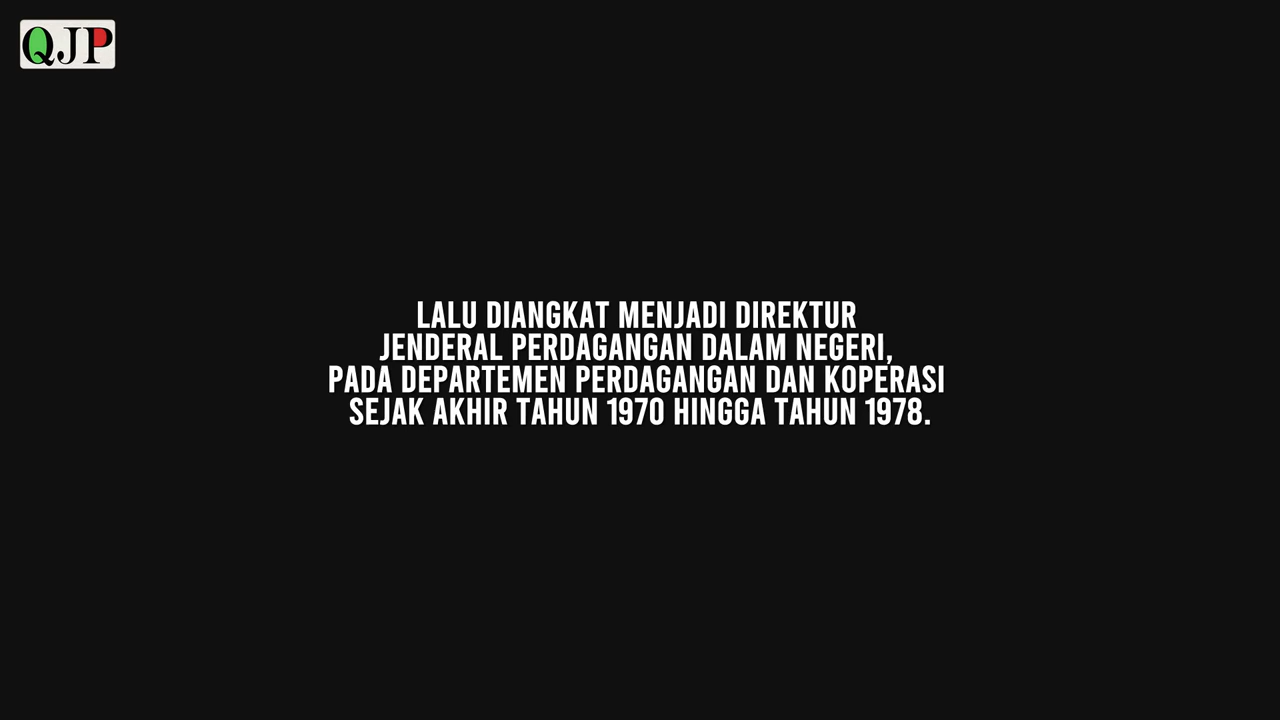 QJP
LALU DIANGKAT MENJADI DIREKTUR
JENDERAL PERDAGANGAN DALAM NEGERI,
PADA DEPARTEMEN PERDAGANGAN DAN KOPERASI
SEJAK AKHIR TAHUN 1970 HINGGA TAHUN 1978.